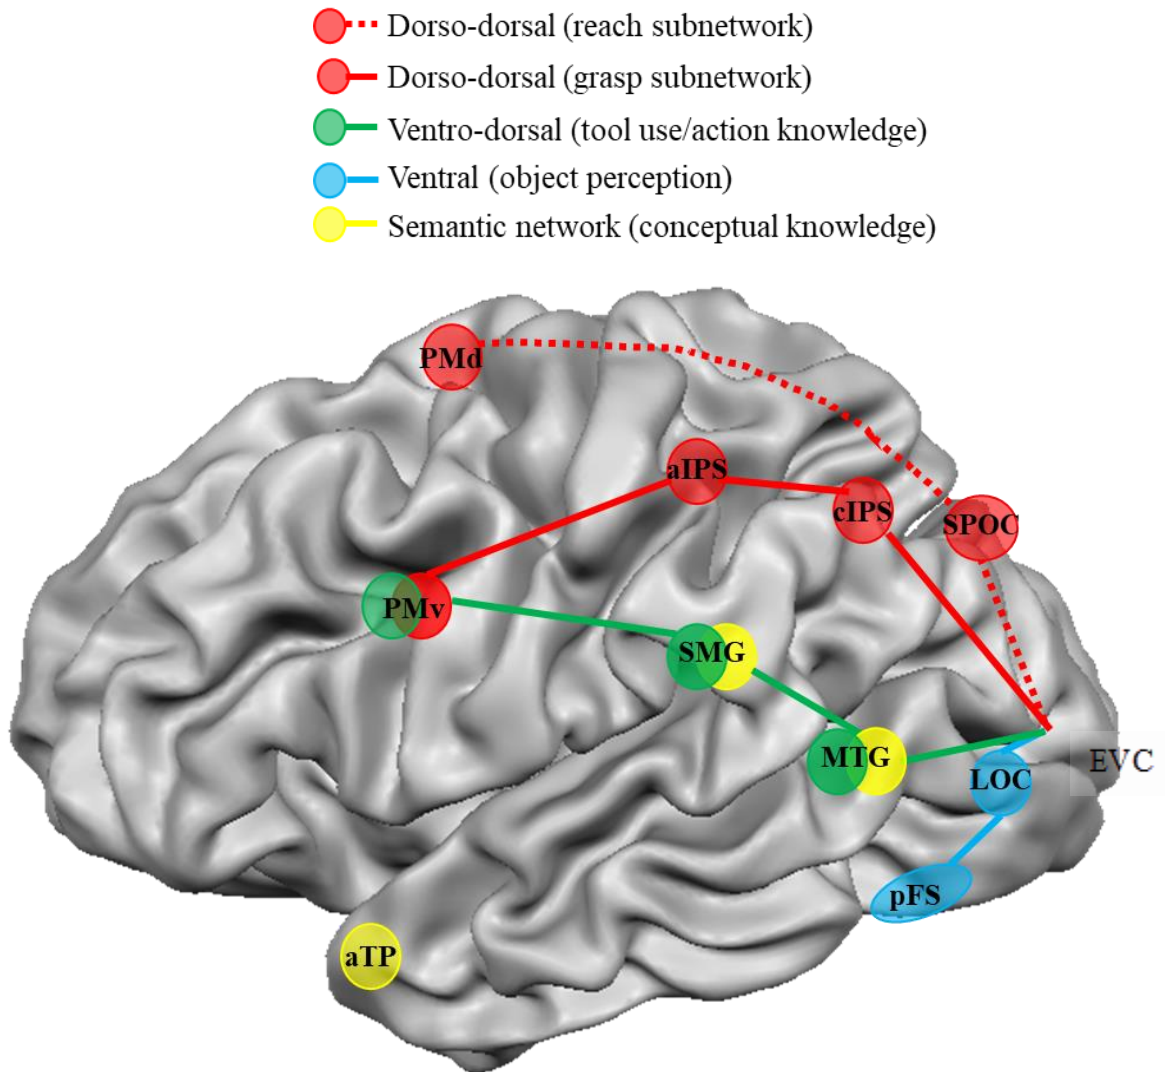 Dorso-dorsal (reach subnetwork)
Dorso-dorsal (grasp subnetwork)
Ventro-dorsal (tool use/action knowledge)
Ventral (object perception)
Semantic network (conceptual knowledge)
PMd
aIPS
cIPS
SPOC
PMv
SMG
MTG
EVC
LOC
pFS
aTP